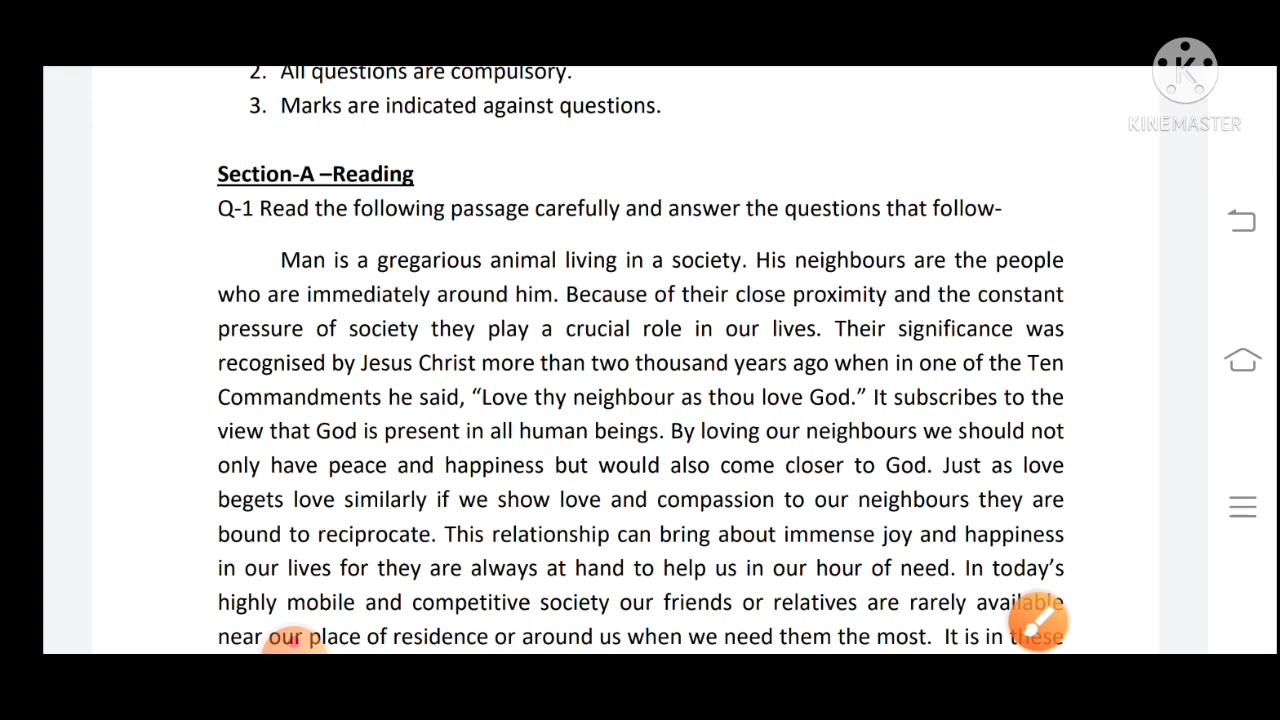 2. All questions are compulsory.
3. Marks are indicated against questions.
K
KINEMASTER
Section-A –Reading
Q-1 Read the following passage carefully and answer the questions that follow-
Man is a gregarious animal living in a society. His neighbours are the people
who are immediately around him. Because of their close proximity and the constant
pressure of society they play a crucial role in our lives. Their significance was
recognised by Jesus Christ more than two thousand years ago when in one of the Ten
Commandments he said, “Love thy neighbour as thou love God.” It subscribes to the
view that God is present in all human beings. By loving our neighbours we should not
only have peace and happiness but would also come closer to God. Just as love
begets love similarly if we show love and compassion to our neighbours they are
bound to reciprocate. This relationship can bring about immense joy and happiness
in our lives for they are always at hand to help us in our hour of need. In today’s
highly mobile and competitive society our friends or relatives are rarely available
near our place of residence or around us when we need them the most. It is in these